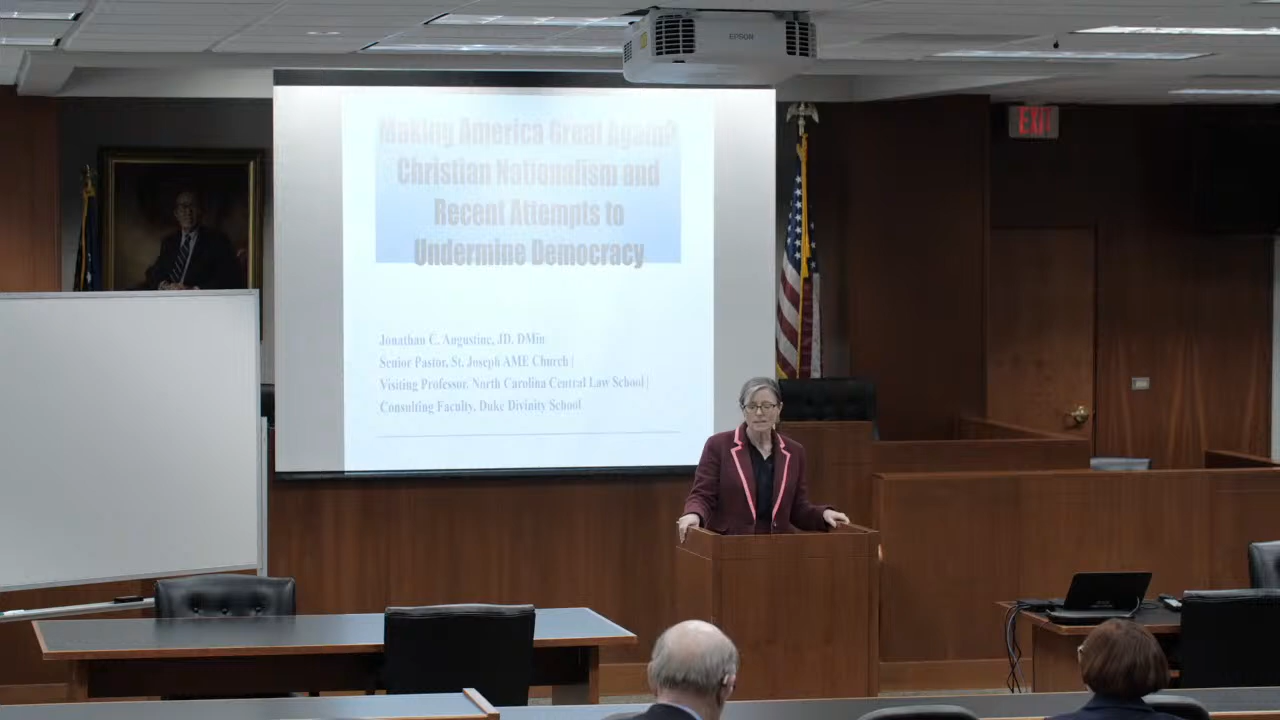 EPSON
EXIT
Making America Great Again?
Christian Nationalism and
Recent Attempts to
Undermine Democracy
Jonathan C. Augustine, JD, DMin
Senior Pastor, St. Joseph AME Church |
Visiting Professor, North Carolina Central Law School |
Consulting Faculty, Duke Divinity School